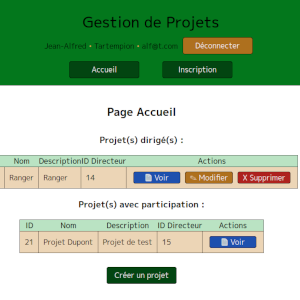 Gestion de Projets
Jean-Alfred • Tartempion • alf@t.com Déconnecter
Accueil Inscription
Page Accueil
Projet(s) dirigé(s) :
Nom Description ID Directeur Actions
Ranger Ranger 14 Voir Modifier X Supprimer
Projet(s) avec participation :
ID Nom Description ID Directeur Actions
21 Projet Dupont Projet de test 15 Voir
Créer un projet